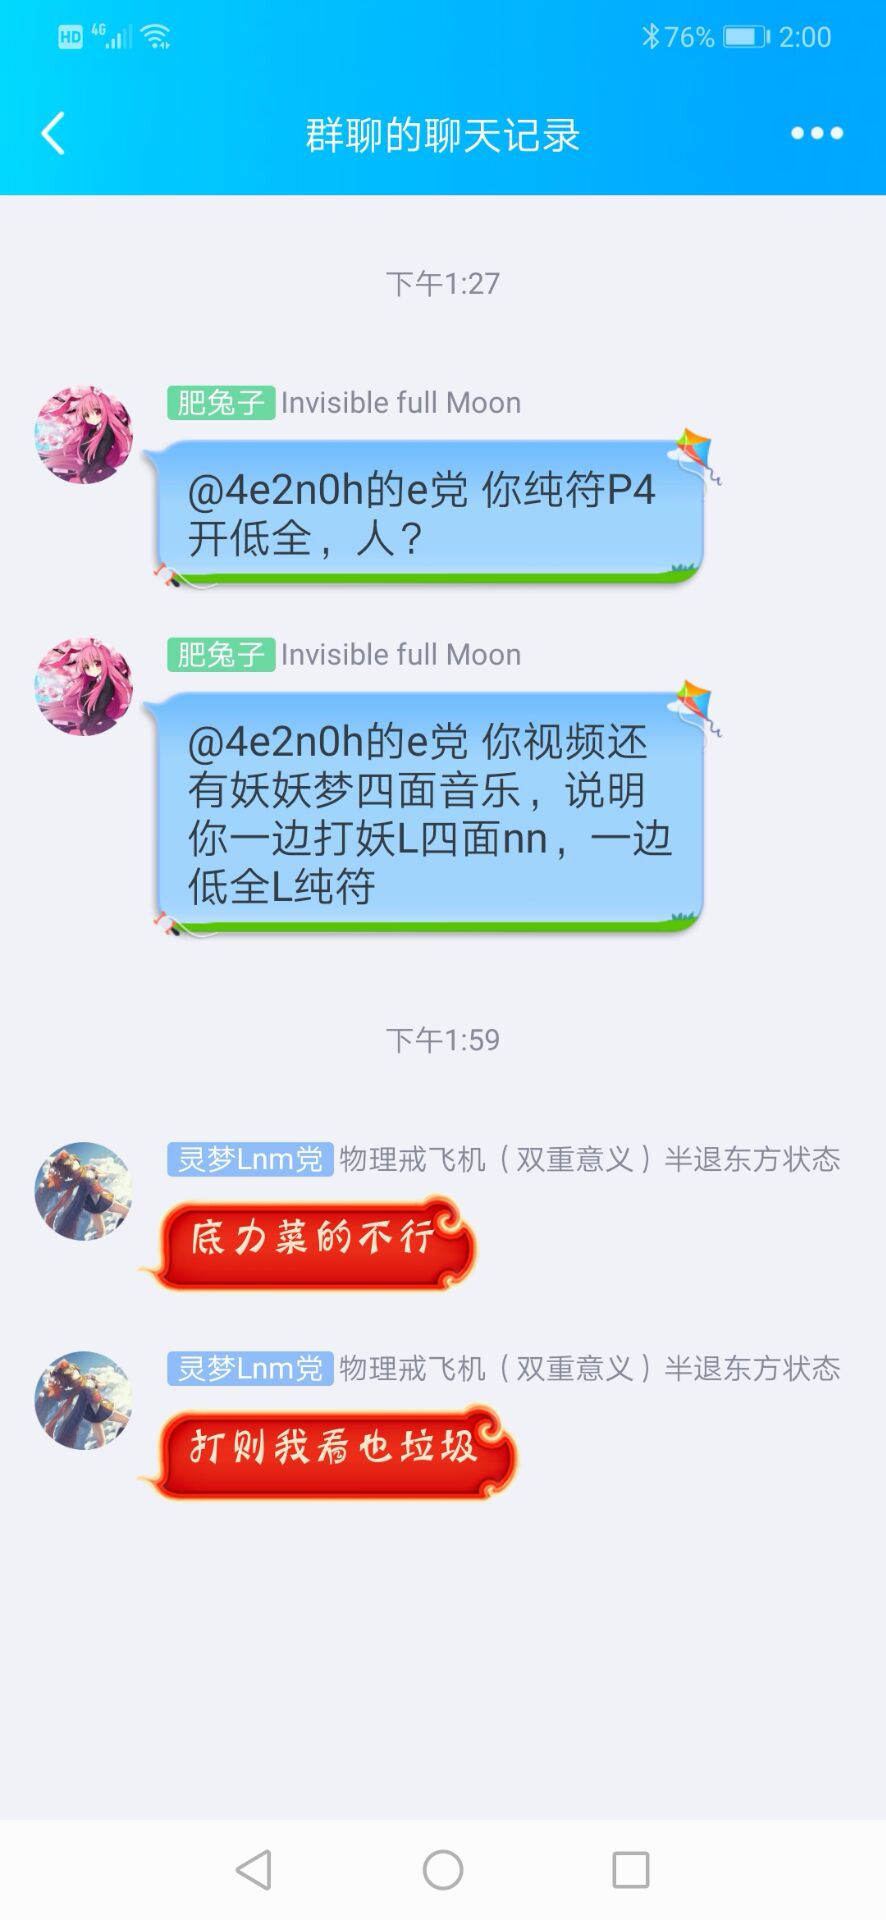 HD 4G 76% 2:00
群聊的聊天记录
下午1:27
肥兔子 Invisible full Moon
@4e2n0h的e党 你纯符P4
开低全，人？
肥兔子 Invisible full Moon
@4e2n0h的e党 你视频还
有妖妖梦四面音乐，说明
你一边打妖L四面nn，一边
低全L纯符
下午1:59
灵梦Lnm党 物理戒飞机（双重意义）半退东方状态
底力菜的不行
灵梦Lnm党 物理戒飞机（双重意义）半退东方状态
打则我看也垃圾